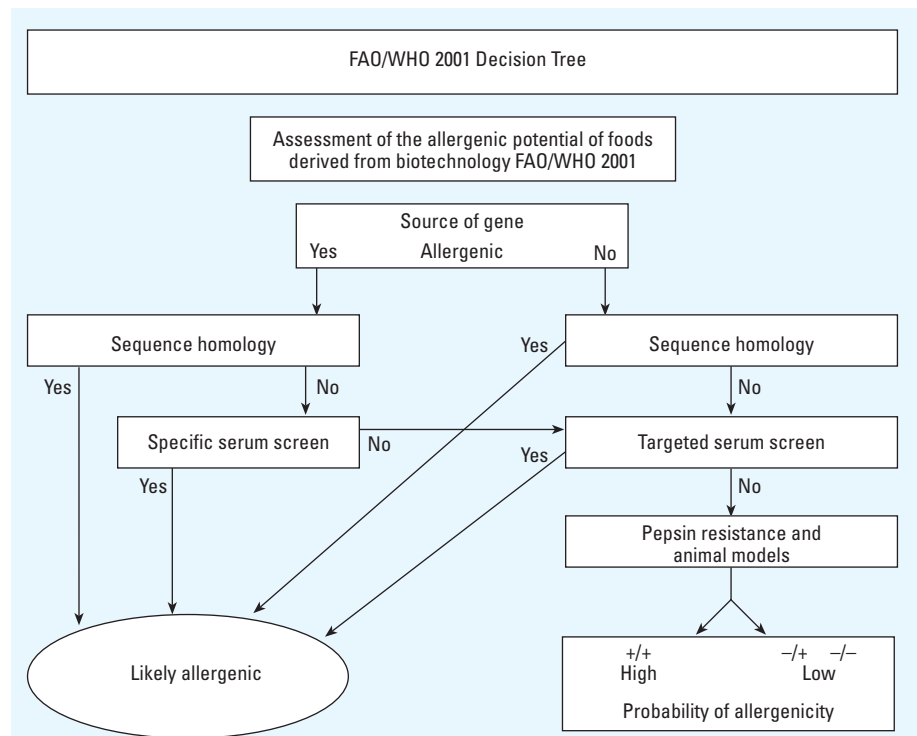 FAO/WHO 2001 Decision Tree
Assessment of the allergenic potential of foods
derived from biotechnology FAO/WHO 2001
Source of gene
Yes Allergenic No
Sequence homology
Yes
Sequence homology
Yes
No
No
Specific serum screen
No
Targeted serum screen
Yes
Yes
No
Pepsin resistance and
animal models
Likely allergenic
+/+ −/+ −/−
High Low
Probability of allergenicity